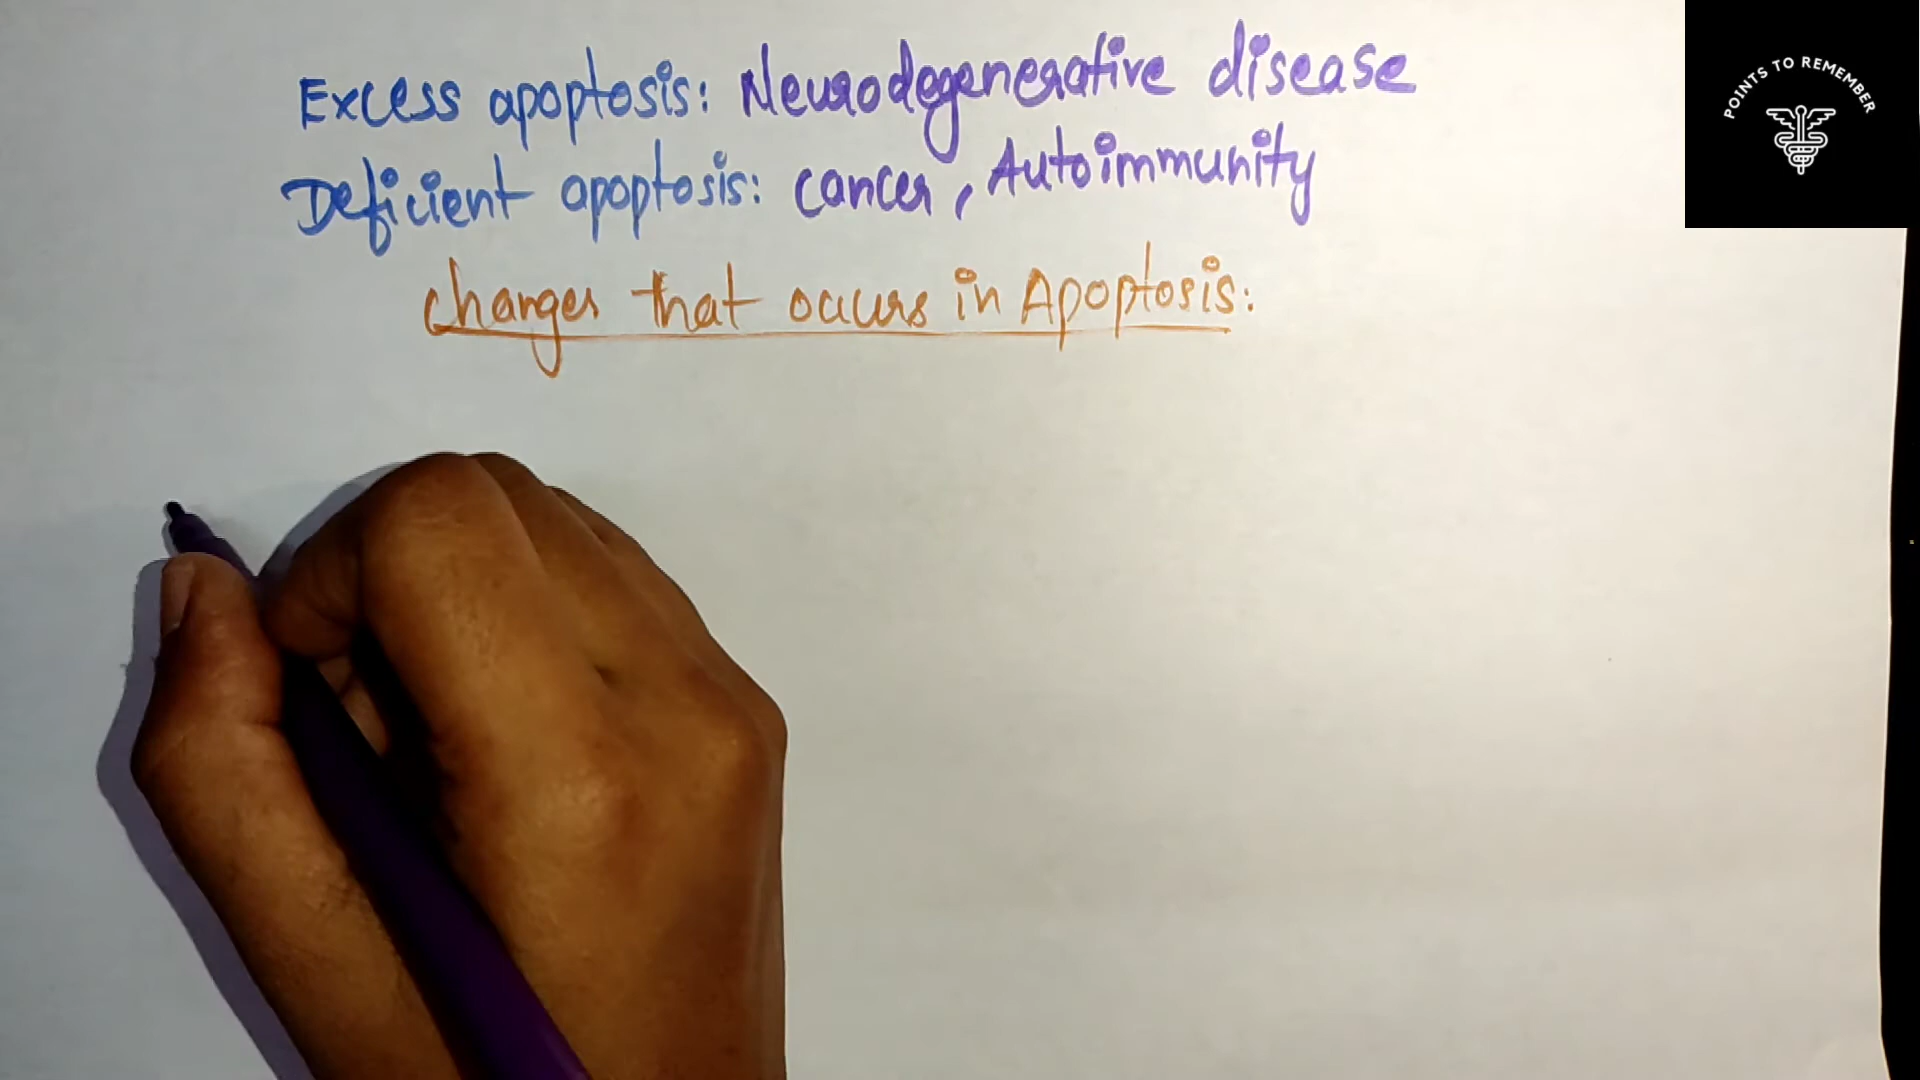 Excess apoptosis: Neurodegenerative disease
Deficient apoptosis: cancer, Autoimmunity
Changes that occurs in Apoptosis:
POINTS TO REMEMBER